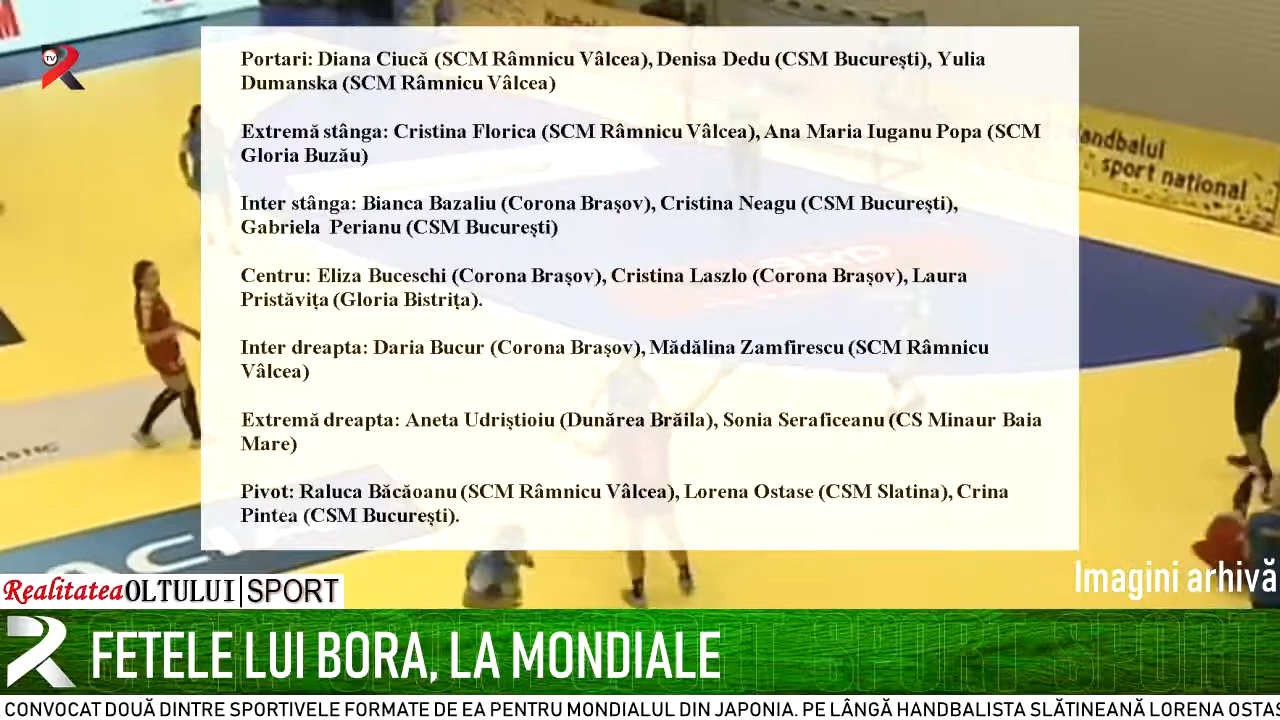 TV
Portari: Diana Ciucă (SCM Râmnicu Vâlcea), Denisa Dedu (CSM București), Yulia
Dumanska (SCM Râmnicu Vâlcea)
Extremă stânga: Cristina Florica (SCM Râmnicu Vâlcea), Ana Maria Iuganu Popa (SCM
Gloria Buzău)
Inter stânga: Bianca Bazaliu (Corona Brașov), Cristina Neagu (CSM București),
Gabriela Perianu (CSM București)
Centru: Eliza Buceschi (Corona Brașov), Cristina Laszlo (Corona Brașov), Laura
Pristăvița (Gloria Bistrița).
Inter dreapta: Daria Bucur (Corona Brașov), Mădălina Zamfirescu (SCM Râmnicu
Vâlcea)
Extremă dreapta: Aneta Udriștioiu (Dunărea Brăila), Sonia Seraficeanu (CS Minaur Baia
Mare)
Pivot: Raluca Băcăoanu (SCM Râmnicu Vâlcea), Lorena Ostase (CSM Slatina), Crina
Pintea (CSM București).
handbalul
sport național
Imagini arhivă
RealitateaOLTULUI|SPORT
FETELE LUI BORA, LA MONDIALE
CONVOCAT DOUĂ DINTRE SPORTIVELE FORMATE DE EA PENTRU MONDIALUL DIN JAPONIA. PE LÂNGĂ HANDBALISTA SLĂTINEANĂ LORENA OSTAS